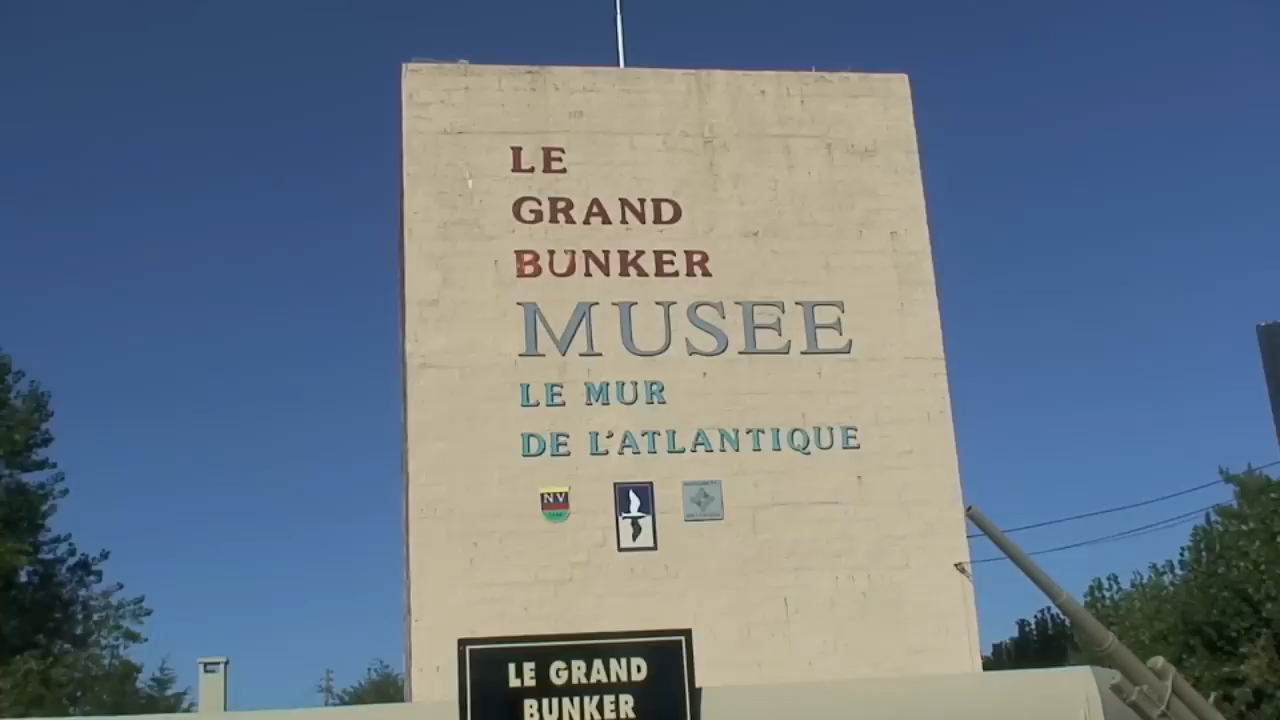 LE
GRAND
BUNKER
MUSEE
LE MUR
DE L'ATLANTIQUE
NV
LE GRAND
BUNKER